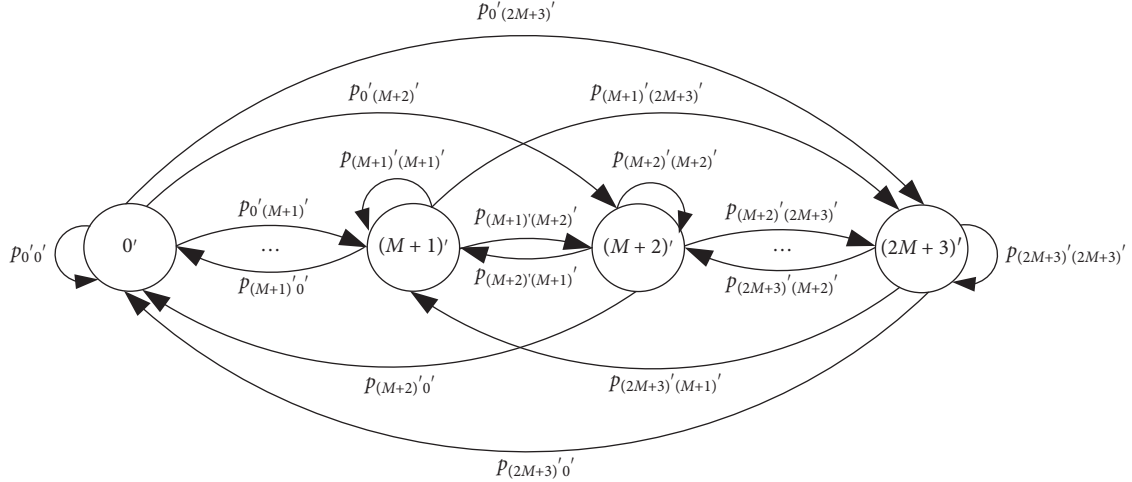 p0′(2M+3)′
p0′(M+2)′
p(M+1)′(2M+3)′
p(M+1)′(M+1)′
p(M+2)′(M+2)′
p0′(M+1)′
p(M+1)′(M+2)′
p(M+2)′(2M+3)′
p0′0′
0′
...
(M + 1)′
(M + 2)′
...
(2M + 3)′
p(2M+3)′(2M+3)′
p(M+1)′0′
p(M+2)′(M+1)′
p(2M+3)′(M+2)′
p(M+2)′0′
p(2M+3)′(M+1)′
p(2M+3)′0′